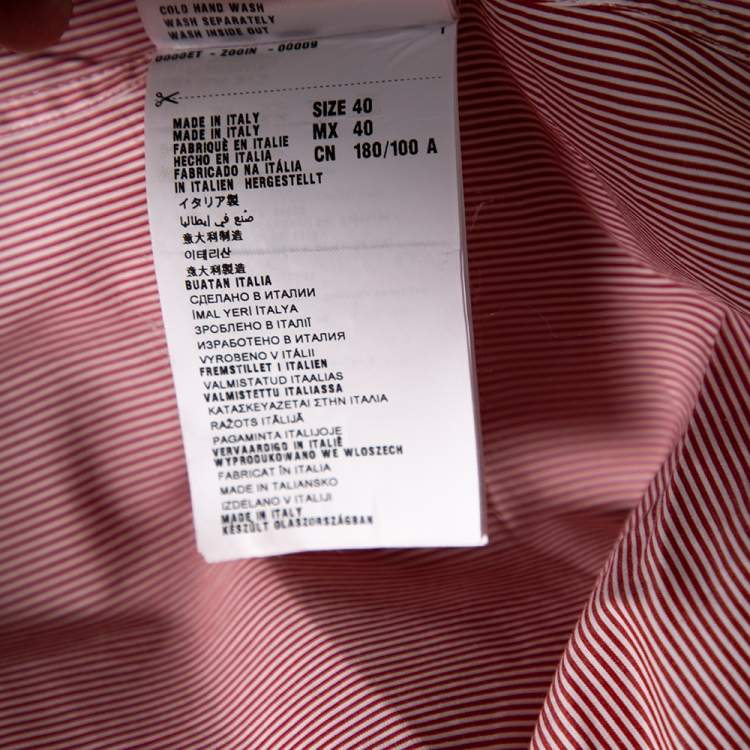 COLD HAND WASH
WASH SEPARATELY
WASH INSIDE OUT
1
MADE IN ITALY SIZE 40
MADE IN ITALY MX 40
FABRIQUÈ EN ITALIE CN 180/100 A
HECHO EN ITALIA
FABRICADO NA ITÁLIA
IN ITALIEN HERGESTELLT
イタリア製
صنع في إيطاليا
意大利制造
이테리산
義大利製造
BUATAN ITALIA
СДЕЛАНО В ИТАЛИИ
İMAL YERİ İTALYA
ЗРОБЛЕНО В ІТАЛІЇ
ИЗРАБОТЕНО В ИТАЛИЯ
VYROBENO V ITÁLII
FREMSTILLET I ITALIEN
VALMISTATUD ITAALIAS
VALMISTETTU ITALIASSA
ΚΑΤΑΣΚΕΥΑΖΕΤΑΙ ΣΤΗΝ ΙΤΑΛΙΑ
RAŽOTS ITĀLIJĀ
PAGAMINTA ITALIJOJE
VERVAARDIGD IN ITALIË
WYPRODUKOWANO WE WLOSZECH
FABRICAT ÎN ITALIA
MADE IN TALIANSKO
IZDELANO V ITALIJI
MADE IN ITALY
KÉSZÜLT OLASZORSZÁGBAN